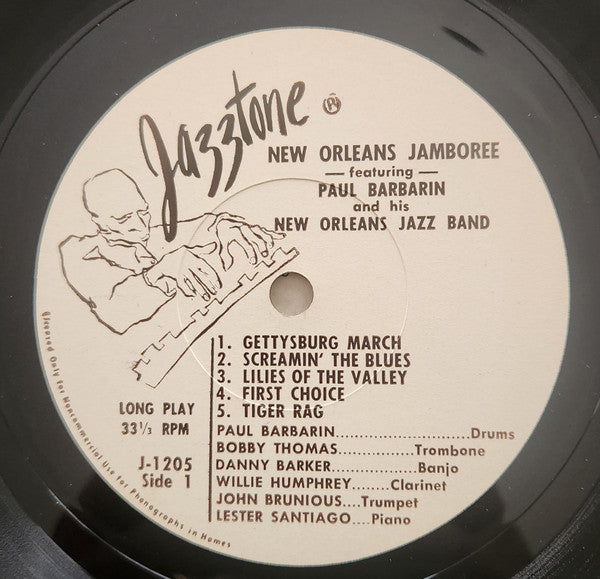 Jazztone ®
NEW ORLEANS JAMBOREE
— featuring —
PAUL BARBARIN
and his
NEW ORLEANS JAZZ BAND
1. GETTYSBURG MARCH
2. SCREAMIN' THE BLUES
3. LILIES OF THE VALLEY
4. FIRST CHOICE
5. TIGER RAG
LONG PLAY
33⅓ RPM
J-1205
Side 1
PAUL BARBARIN..............................Drums
BOBBY THOMAS.................Trombone
DANNY BARKER.................Banjo
WILLIE HUMPHREY........Clarinet
JOHN BRUNIOUS....Trumpet
LESTER SANTIAGO....Piano
Licensed Only for Noncommercial Use for Phonographs in Homes